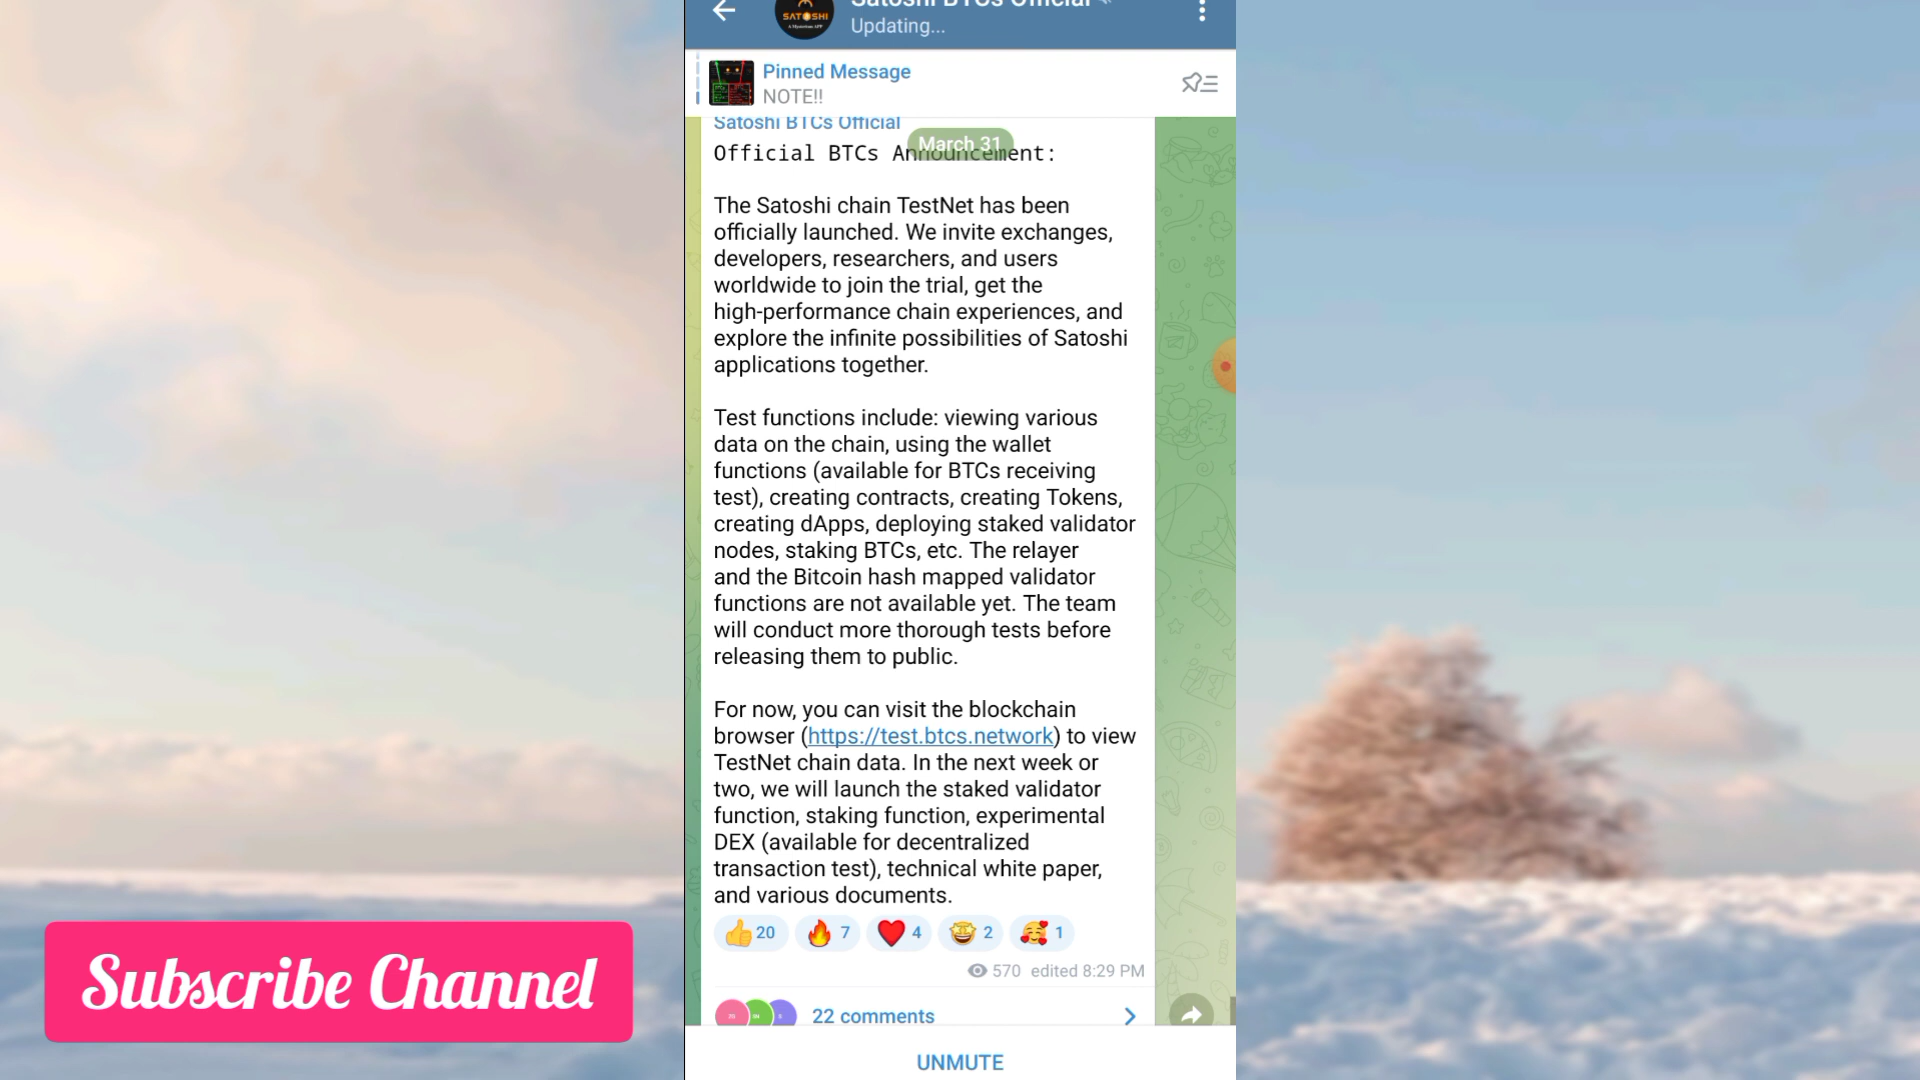 Satoshi BTCs Official
Updating...
SATOSHI
Pinned Message
NOTE!!
Satoshi BTCs Official
March 31
Official BTCs Announcement:
The Satoshi chain TestNet has been
officially launched. We invite exchanges,
developers, researchers, and users
worldwide to join the trial, get the
high-performance chain experiences, and
explore the infinite possibilities of Satoshi
applications together.
Test functions include: viewing various
data on the chain, using the wallet
functions (available for BTCs receiving
test), creating contracts, creating Tokens,
creating dApps, deploying staked validator
nodes, staking BTCs, etc. The relayer
and the Bitcoin hash mapped validator
functions are not available yet. The team
will conduct more thorough tests before
releasing them to public.
For now, you can visit the blockchain
browser (https://test.btcs.network) to view
TestNet chain data. In the next week or
two, we will launch the staked validator
function, staking function, experimental
DEX (available for decentralized
transaction test), technical white paper,
and various documents.
20 7 4 2 1
570 edited 8:29 PM
22 comments
UNMUTE
Subscribe Channel